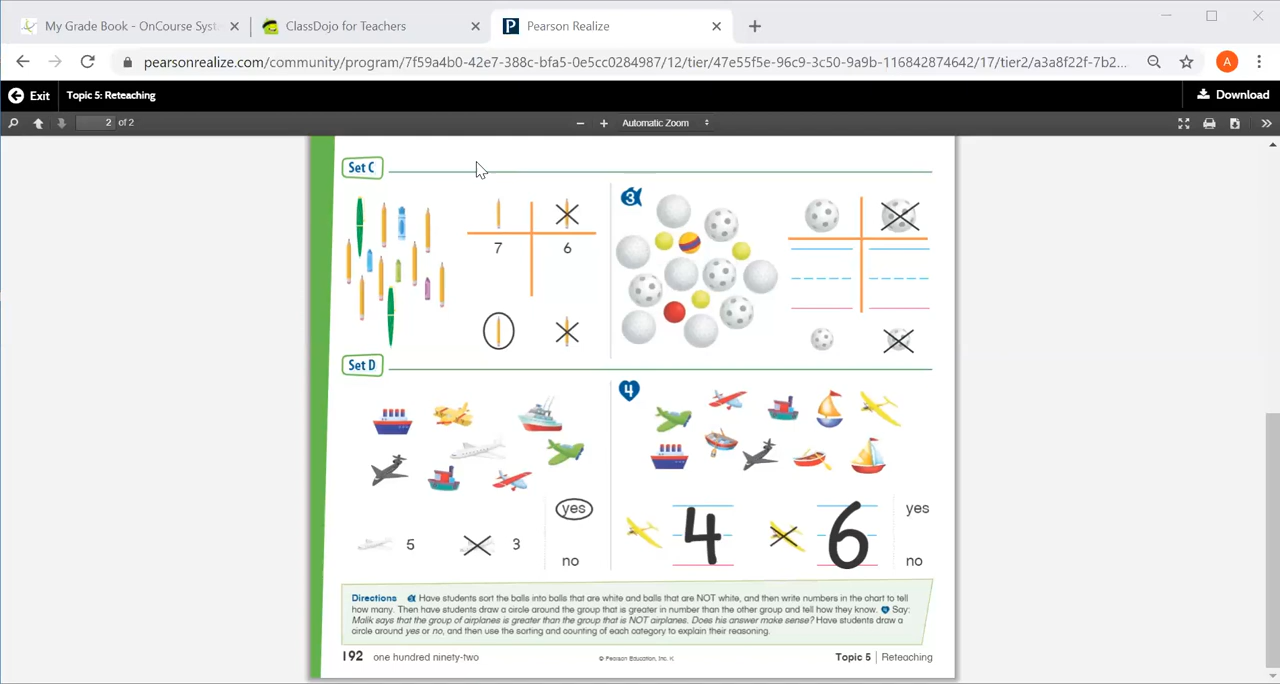 My Grade Book - OnCourse Syst
ClassDojo for Teachers
Pearson Realize
pearsonrealize.com/community/program/7f59a4b0-42e7-383c-bfa5-0e5cc0284987/12/tier/47e55f5e-96c9-3c50-9a9b-116842874642/17/tier2/a3a8f22f-7b2...
A
Exit Topic 5: Reteaching Download
2 of 2 Automatic Zoom
Set C
7 6
3
Set D
4
5 3
yes
no
4 6
yes
no
Directions 3 Have students sort the balls into balls that are white and balls that are NOT white, and then write numbers in the chart to tell
how many. Then have students draw a circle around the group that is greater in number than the other group and tell how they know. 4 Say:
Malik says that the group of airplanes is greater than the group that is NOT airplanes. Does his answer make sense? Have students draw a
circle around yes or no, and then use the sorting and counting of each category to explain their reasoning.
192 one hundred ninety-two © Pearson Education, Inc. K Topic 5 | Reteaching